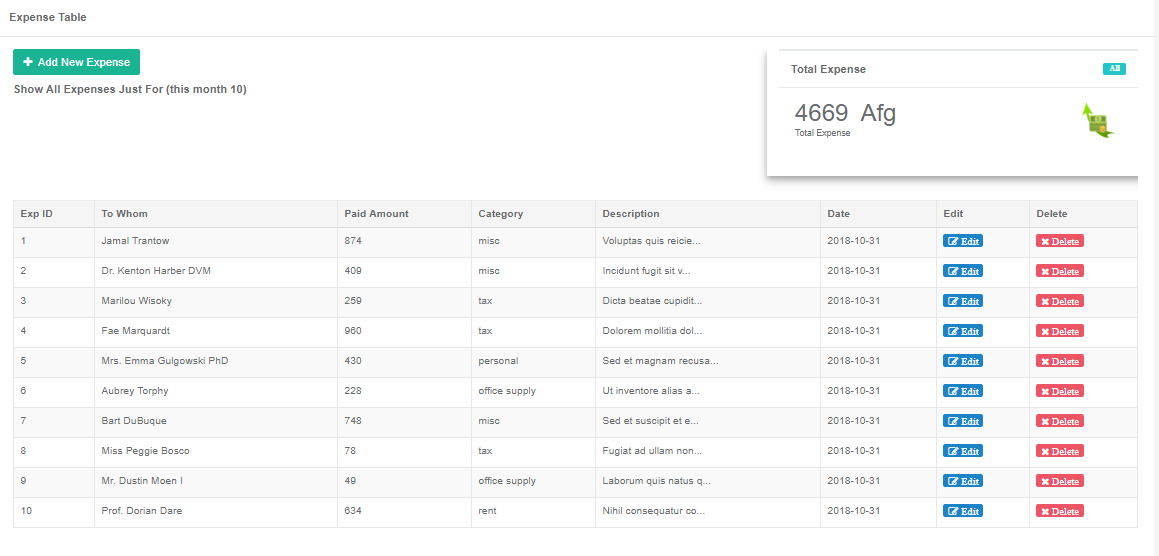 Expense Table
Add New Expense
Show All Expenses Just For (this month 10)
Total Expense All
4669 Afg
Total Expense
Exp ID To Whom Paid Amount Category Description Date Edit Delete
1 Jamal Trantow 874 misc Voluptas quis reicie... 2018-10-31 Edit Delete
2 Dr. Kenton Harber DVM 409 misc Incidunt fugit sit v... 2018-10-31 Edit Delete
3 Marilou Wisoky 259 tax Dicta beatae cupidit... 2018-10-31 Edit Delete
4 Fae Marquardt 960 tax Dolorem mollitia dol... 2018-10-31 Edit Delete
5 Mrs. Emma Gulgowski PhD 430 personal Sed et magnam recusa... 2018-10-31 Edit Delete
6 Aubrey Torphy 228 office supply Ut inventore alias a... 2018-10-31 Edit Delete
7 Bart DuBuque 748 misc Sed et suscipit et e... 2018-10-31 Edit Delete
8 Miss Peggie Bosco 78 tax Fugiat ad ullam non... 2018-10-31 Edit Delete
9 Mr. Dustin Moen I 49 office supply Laborum quis natus q... 2018-10-31 Edit Delete
10 Prof. Dorian Dare 634 rent Nihil consequatur co... 2018-10-31 Edit Delete